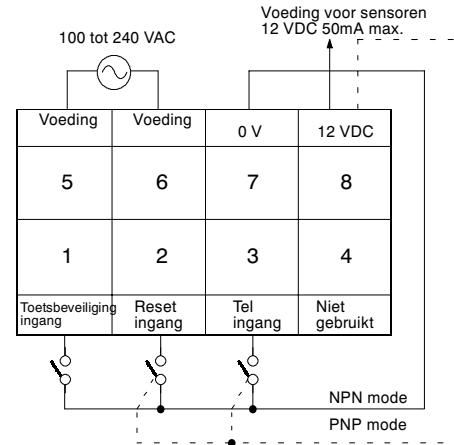 Voeding voor sensoren
12 VDC 50mA max.
100 tot 240 VAC
Voeding Voeding 0 V 12 VDC
5 6 7 8
1 2 3 4
Toetsbeveiliging Reset Tel Niet
ingang ingang ingang gebruikt
NPN mode
PNP mode